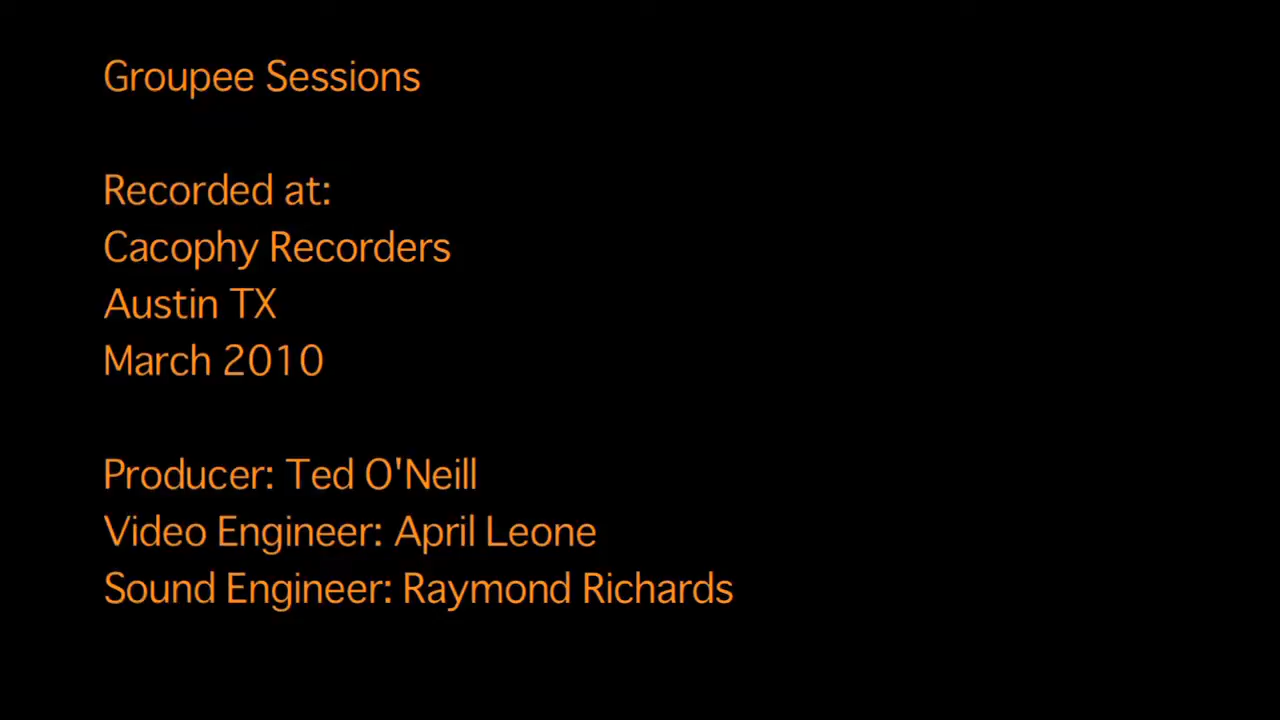 Groupee Sessions
Recorded at:
Cacophy Recorders
Austin TX
March 2010
Producer: Ted O'Neill
Video Engineer: April Leone
Sound Engineer: Raymond Richards